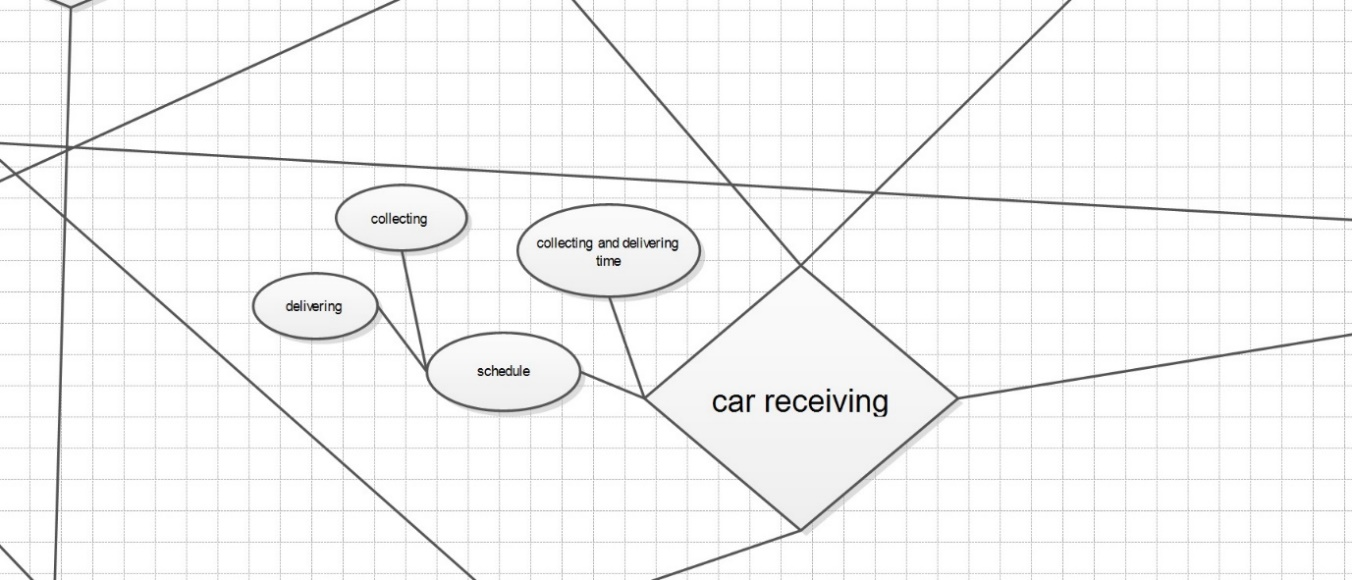 collecting
collecting and delivering
time
delivering
schedule
car receiving